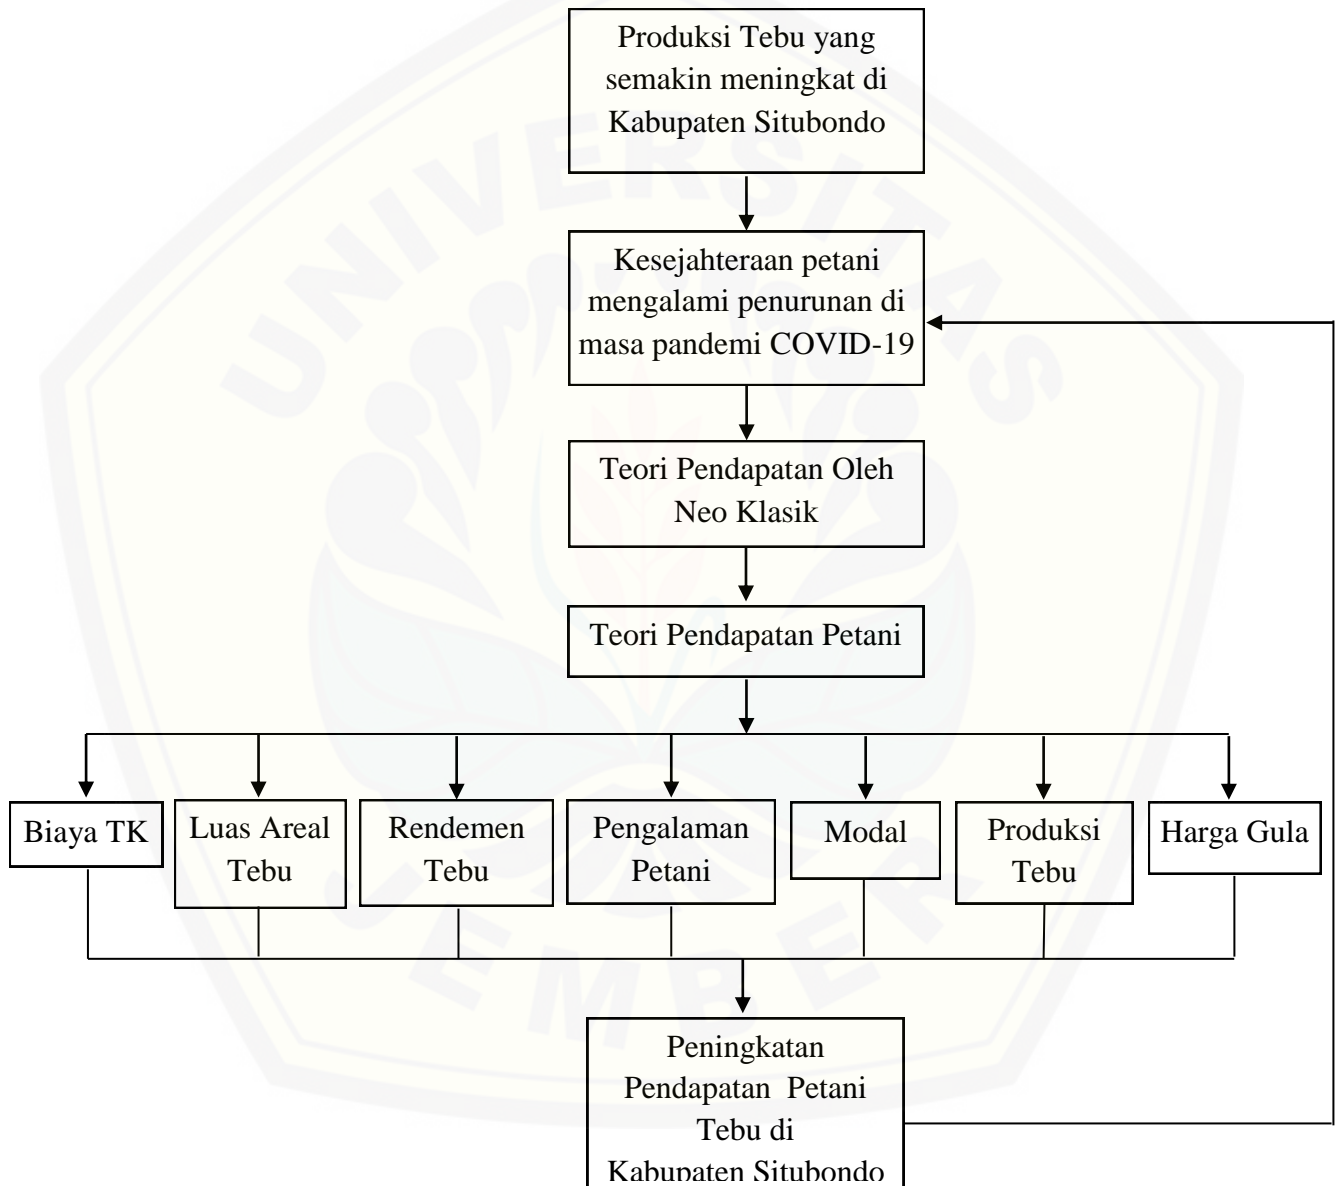 Produksi Tebu yang
semakin meningkat di
Kabupaten Situbondo
Kesejahteraan petani
mengalami penurunan di
masa pandemi COVID-19
Teori Pendapatan Oleh
Neo Klasik
Teori Pendapatan Petani
Biaya TK
Luas Areal
Tebu
Rendemen
Tebu
Pengalaman
Petani
Modal
Produksi
Tebu
Harga Gula
Peningkatan
Pendapatan  Petani
Tebu di
Kabupaten Situbondo
UNIVERSITAS
JEMBER